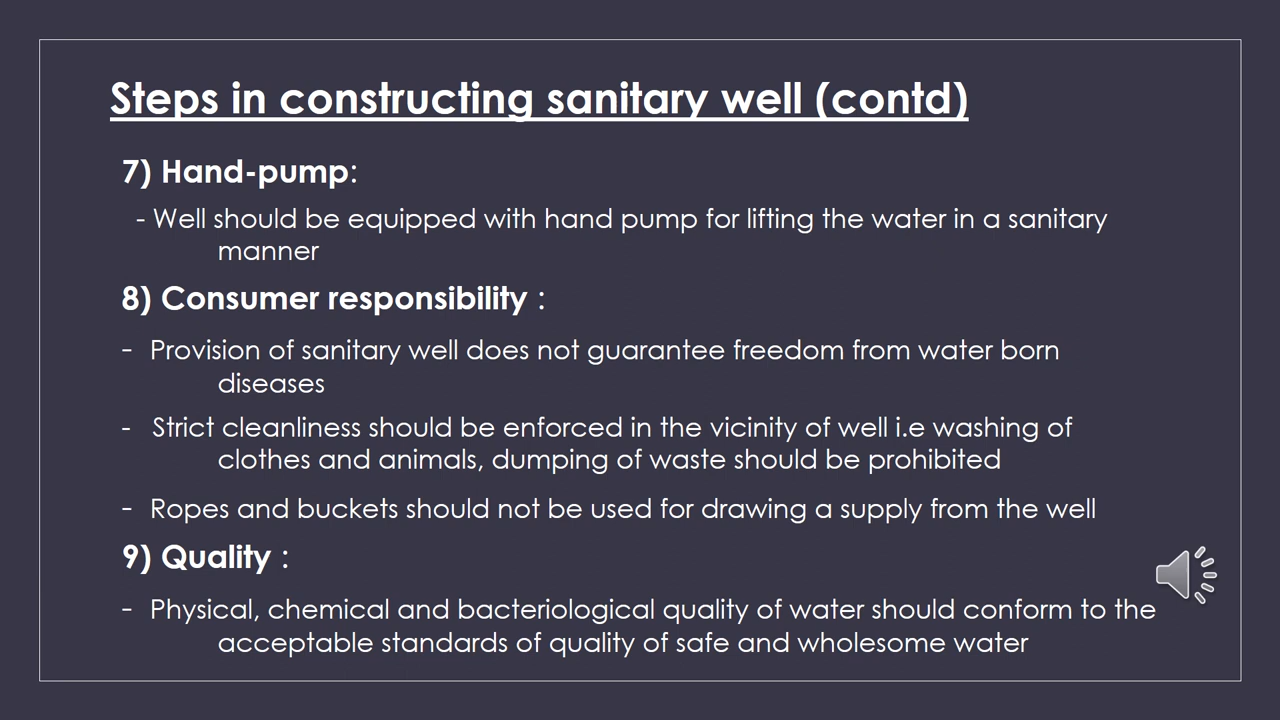 Steps in constructing sanitary well (contd)
7) Hand-pump:
- Well should be equipped with hand pump for lifting the water in a sanitary
manner
8) Consumer responsibility :
- Provision of sanitary well does not guarantee freedom from water born
diseases
- Strict cleanliness should be enforced in the vicinity of well i.e washing of
clothes and animals, dumping of waste should be prohibited
- Ropes and buckets should not be used for drawing a supply from the well
9) Quality :
- Physical, chemical and bacteriological quality of water should conform to the
acceptable standards of quality of safe and wholesome water